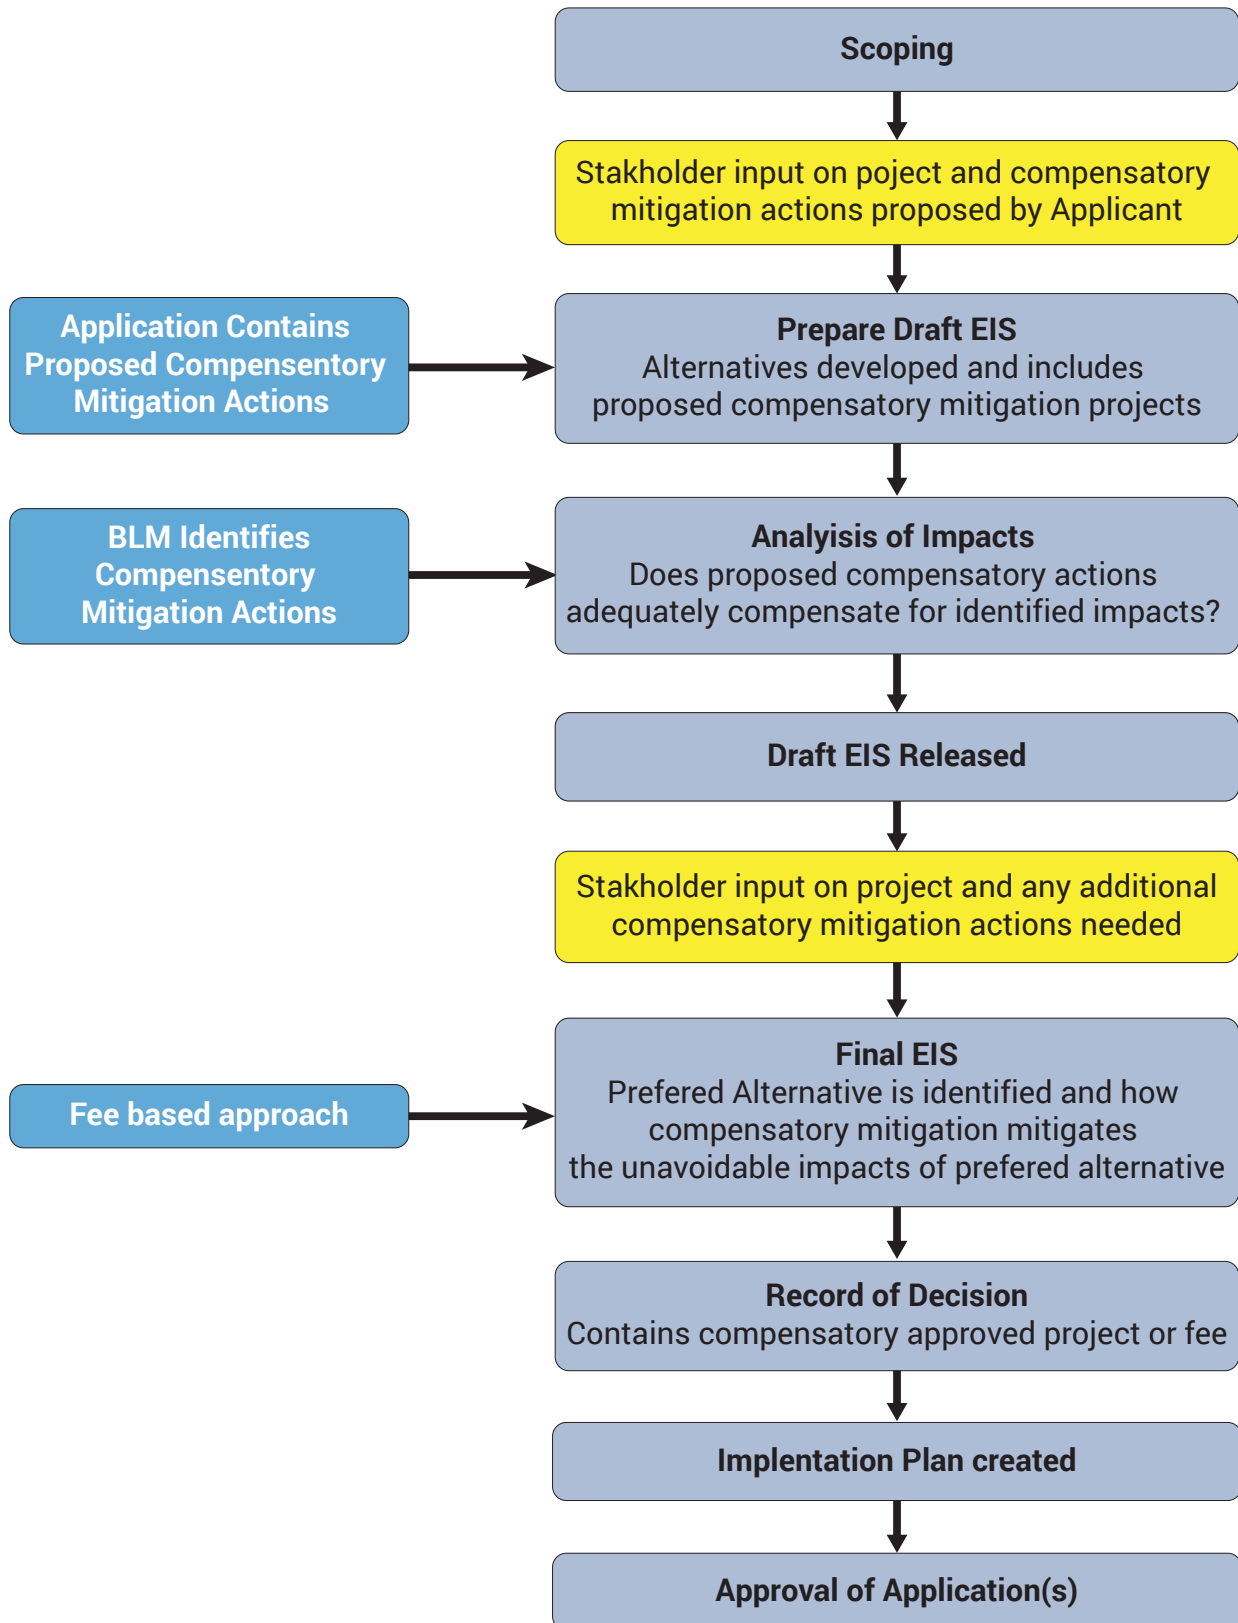 Scoping
Stakholder input on poject and compensatory
mitigation actions proposed by Applicant
Application Contains
Proposed Compensentory
Mitigation Actions
Prepare Draft EIS
Alternatives developed and includes
proposed compensatory mitigation projects
BLM Identifies
Compensentory
Mitigation Actions
Analyisis of Impacts
Does proposed compensatory actions
adequately compensate for identified impacts?
Draft EIS Released
Stakholder input on project and any additional
compensatory mitigation actions needed
Fee based approach
Final EIS
Prefered Alternative is identified and how
compensatory mitigation mitigates
the unavoidable impacts of prefered alternative
Record of Decision
Contains compensatory approved project or fee
Implentation Plan created
Approval of Application(s)